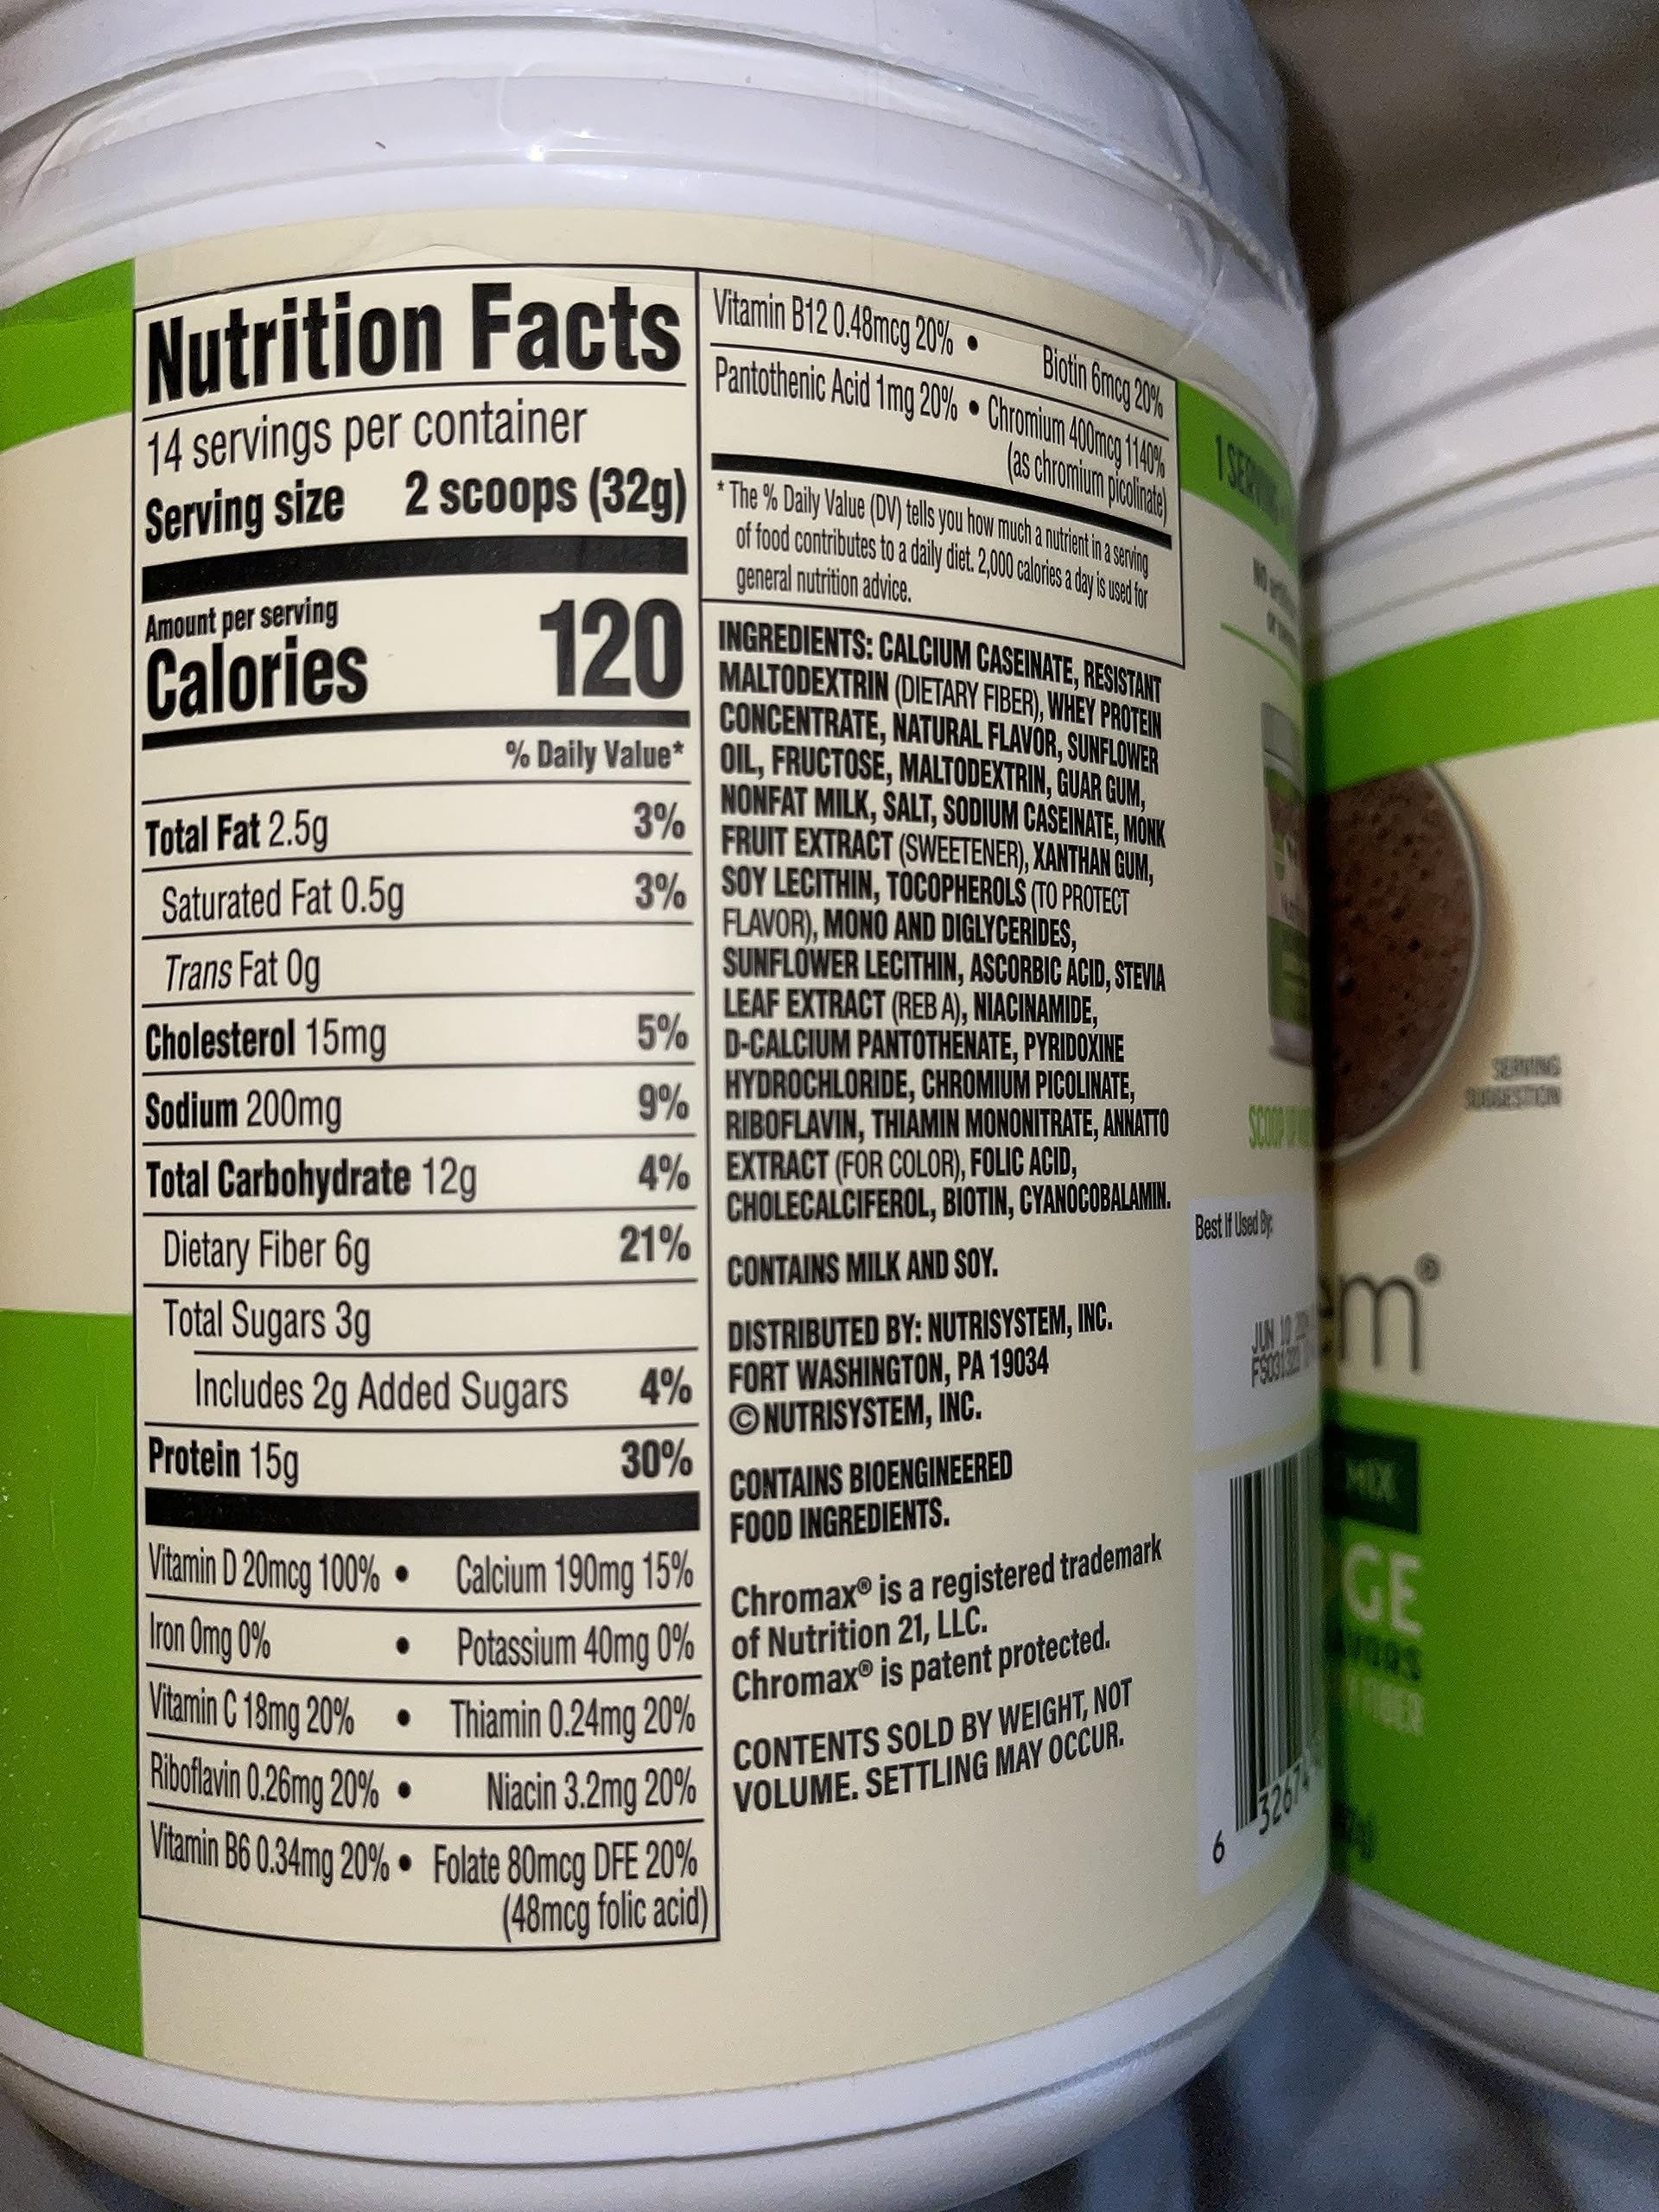 Nutrition Facts
14 servings per container
Serving size 2 scoops (32g)
Amount per serving
Calories 120
% Daily Value*
Total Fat 2.5g 3%
Saturated Fat 0.5g 3%
Trans Fat 0g
Cholesterol 15mg 5%
Sodium 200mg 9%
Total Carbohydrate 12g 4%
Dietary Fiber 6g 21%
Total Sugars 3g
Includes 2g Added Sugars 4%
Protein 15g 30%
Vitamin D 20mcg 100% • Calcium 190mg 15%
Iron 0mg 0% • Potassium 40mg 0%
Vitamin C 18mg 20% • Thiamin 0.24mg 20%
Riboflavin 0.26mg 20% • Niacin 3.2mg 20%
Vitamin B6 0.34mg 20% • Folate 80mcg DFE 20%
(48mcg folic acid)
Vitamin B12 0.48mcg 20% • Biotin 6mcg 20%
Pantothenic Acid 1mg 20% • Chromium 400mcg 1140%
(as chromium picolinate)
* The % Daily Value (DV) tells you how much a nutrient in a serving
of food contributes to a daily diet. 2,000 calories a day is used for
general nutrition advice.
INGREDIENTS: CALCIUM CASEINATE, RESISTANT
MALTODEXTRIN (DIETARY FIBER), WHEY PROTEIN
CONCENTRATE, NATURAL FLAVOR, SUNFLOWER
OIL, FRUCTOSE, MALTODEXTRIN, GUAR GUM,
NONFAT MILK, SALT, SODIUM CASEINATE, MONK
FRUIT EXTRACT (SWEETENER), XANTHAN GUM,
SOY LECITHIN, TOCOPHEROLS (TO PROTECT
FLAVOR), MONO AND DIGLYCERIDES,
SUNFLOWER LECITHIN, ASCORBIC ACID, STEVIA
LEAF EXTRACT (REB A), NIACINAMIDE,
D-CALCIUM PANTOTHENATE, PYRIDOXINE
HYDROCHLORIDE, CHROMIUM PICOLINATE,
RIBOFLAVIN, THIAMIN MONONITRATE, ANNATTO
EXTRACT (FOR COLOR), FOLIC ACID,
CHOLECALCIFEROL, BIOTIN, CYANOCOBALAMIN.
CONTAINS MILK AND SOY.
DISTRIBUTED BY: NUTRISYSTEM, INC.
FORT WASHINGTON, PA 19034
© NUTRISYSTEM, INC.
CONTAINS BIOENGINEERED
FOOD INGREDIENTS.
Chromax® is a registered trademark
of Nutrition 21, LLC.
Chromax® is patent protected.
CONTENTS SOLD BY WEIGHT, NOT
VOLUME. SETTLING MAY OCCUR.
Best If Used By:
JUN 10
6 3267
SERVING
SUGGESTION
em®
MIX
GE